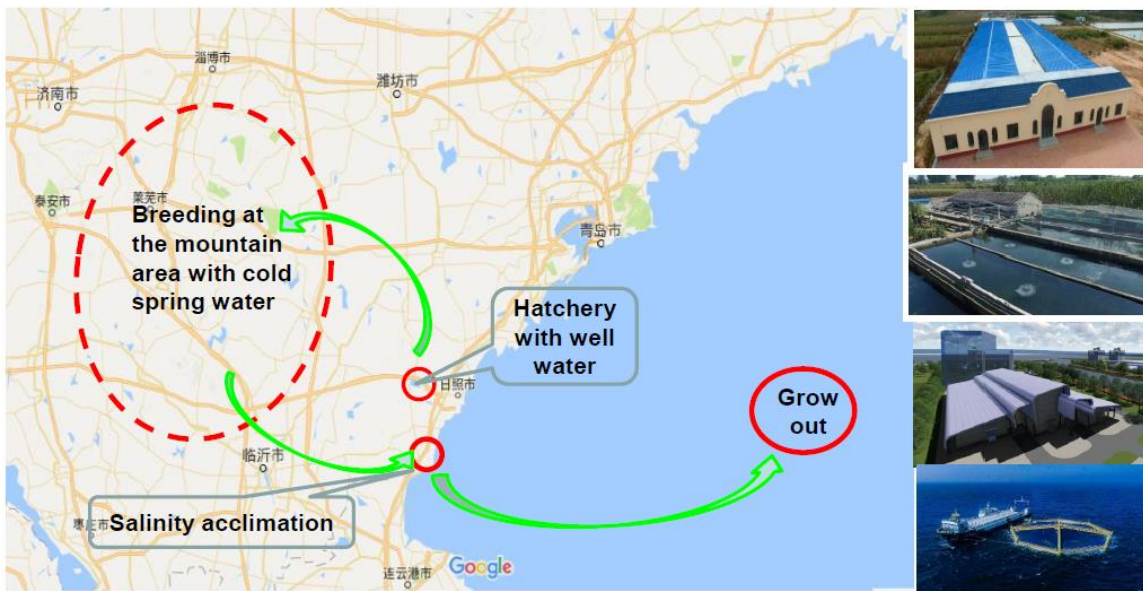 淄博市
济南市
潍坊市
泰安市
莱芜市
Breeding at
the mountain
area with cold
spring water
青岛市
Hatchery
with well
water
日照市
Grow
out
临沂市
Salinity acclimation
枣庄市
连云港市
Google